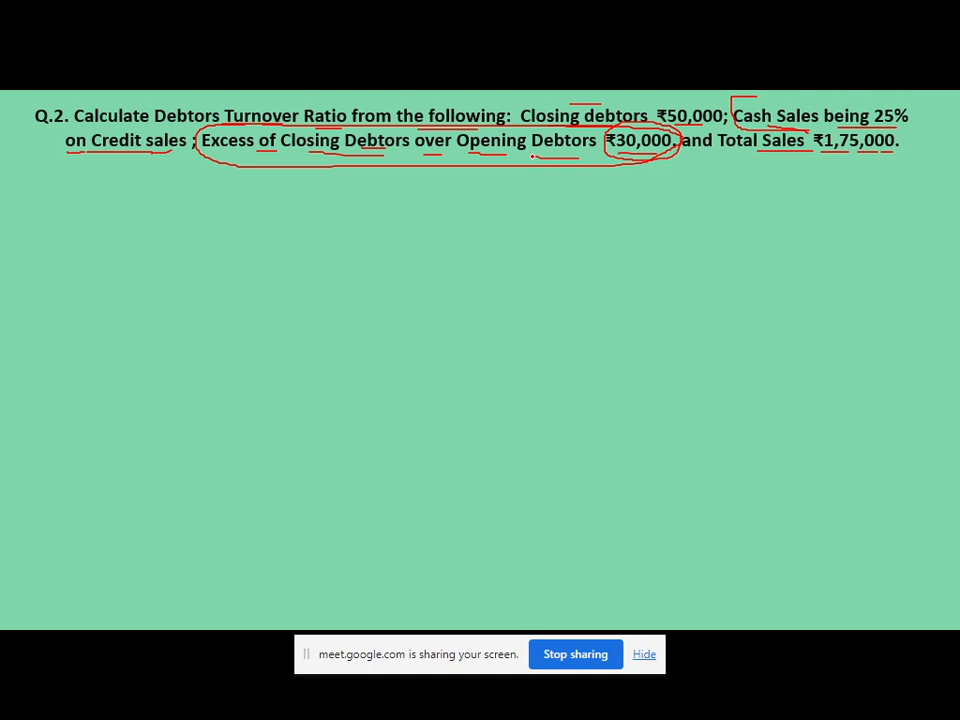 Q.2. Calculate Debtors Turnover Ratio from the following: Closing debtors ₹50,000; Cash Sales being 25%
on Credit sales ; Excess of Closing Debtors over Opening Debtors ₹30,000, and Total Sales ₹1,75,000.
meet.google.com is sharing your screen. Stop sharing Hide